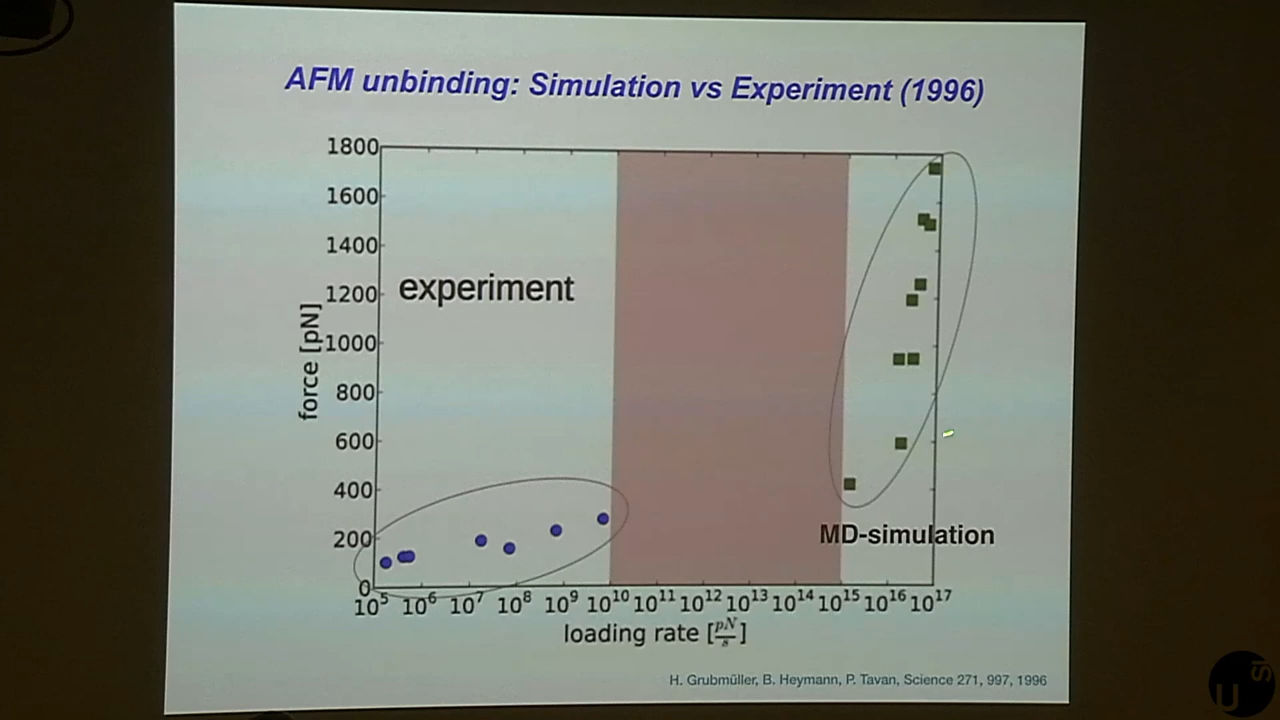 AFM unbinding: Simulation vs Experiment (1996)
1800
1600
1400
1200
1000
800
600
400
200
0
force [pN]
experiment
MD-simulation
10^5 10^6 10^7 10^8 10^9 10^10 10^11 10^12 10^13 10^14 10^15 10^16 10^17
loading rate [pN/s]
H. Grubmüller, B. Heymann, P. Tavan, Science 271, 997, 1996
U
SI